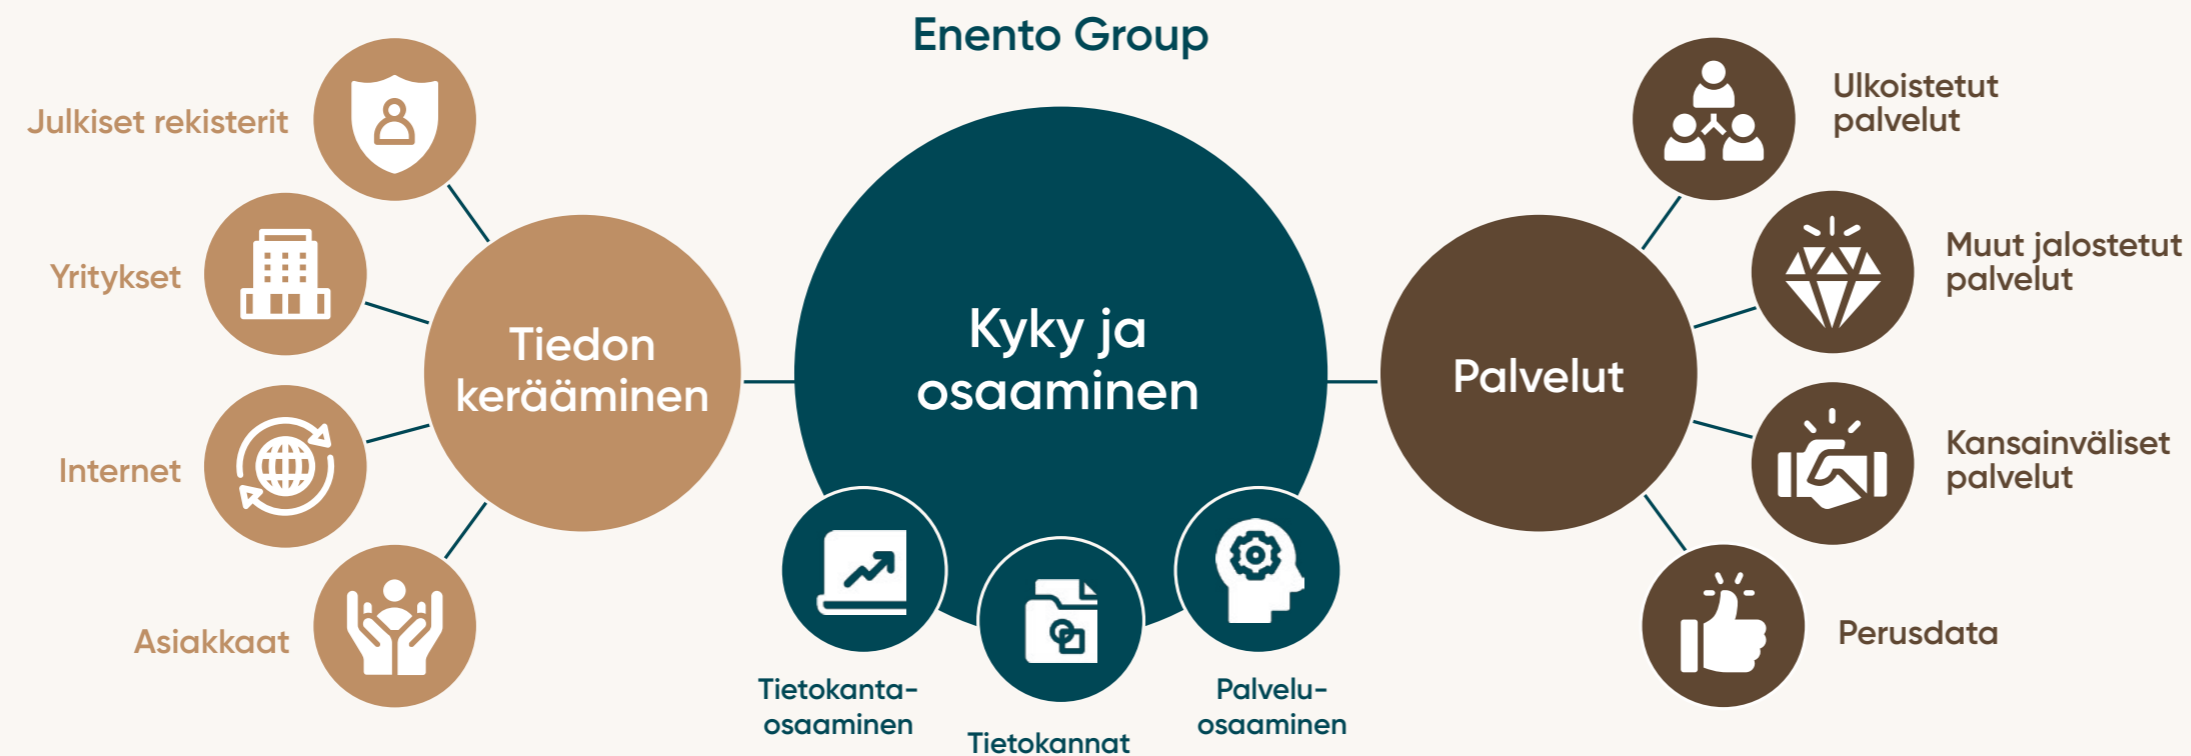 Enento Group
Julkiset rekisterit
Yritykset
Internet
Asiakkaat
Tiedon
kerääminen
Kyky ja
osaaminen
Tietokanta-
osaaminen
Tietokannat
Palvelu-
osaaminen
Palvelut
Ulkoistetut
palvelut
Muut jalostetut
palvelut
Kansainväliset
palvelut
Perusdata